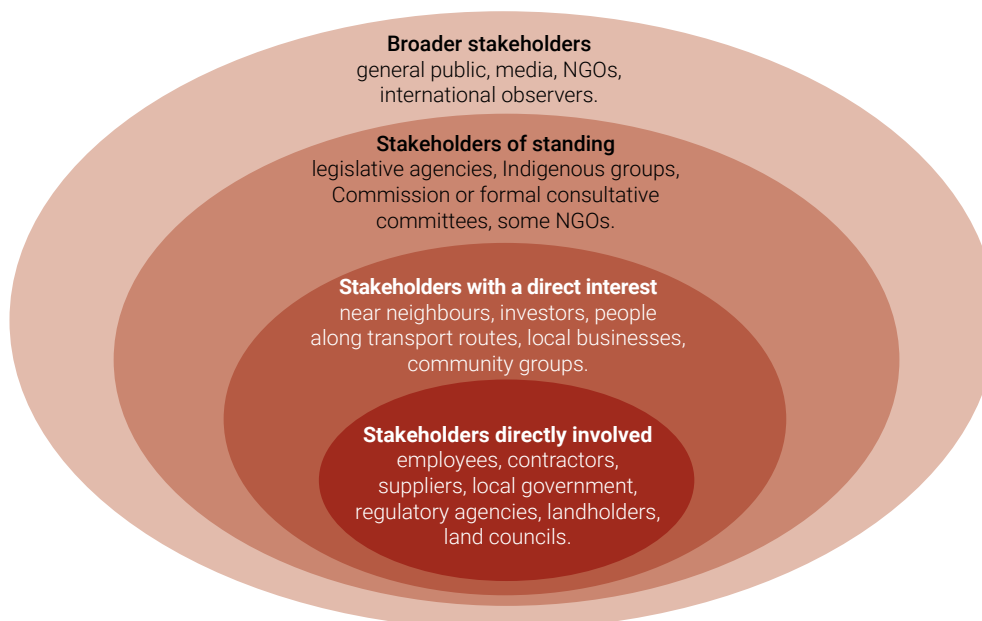 Broader stakeholders
general public, media, NGOs,
international observers.
Stakeholders of standing
legislative agencies, Indigenous groups,
Commission or formal consultative
committees, some NGOs.
Stakeholders with a direct interest
near neighbours, investors, people
along transport routes, local businesses,
community groups.
Stakeholders directly involved
employees, contractors,
suppliers, local government,
regulatory agencies, landholders,
land councils.